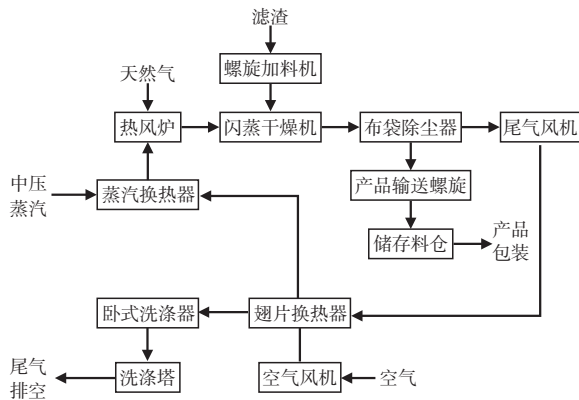 滤渣
螺旋加料机
天然气
热风炉
闪蒸干燥机
布袋除尘器
尾气风机
中压
蒸汽
蒸汽换热器
产品输送螺旋
储存料仓
产品
包装
卧式洗涤器
翅片换热器
尾气
排空
洗涤塔
空气风机
空气